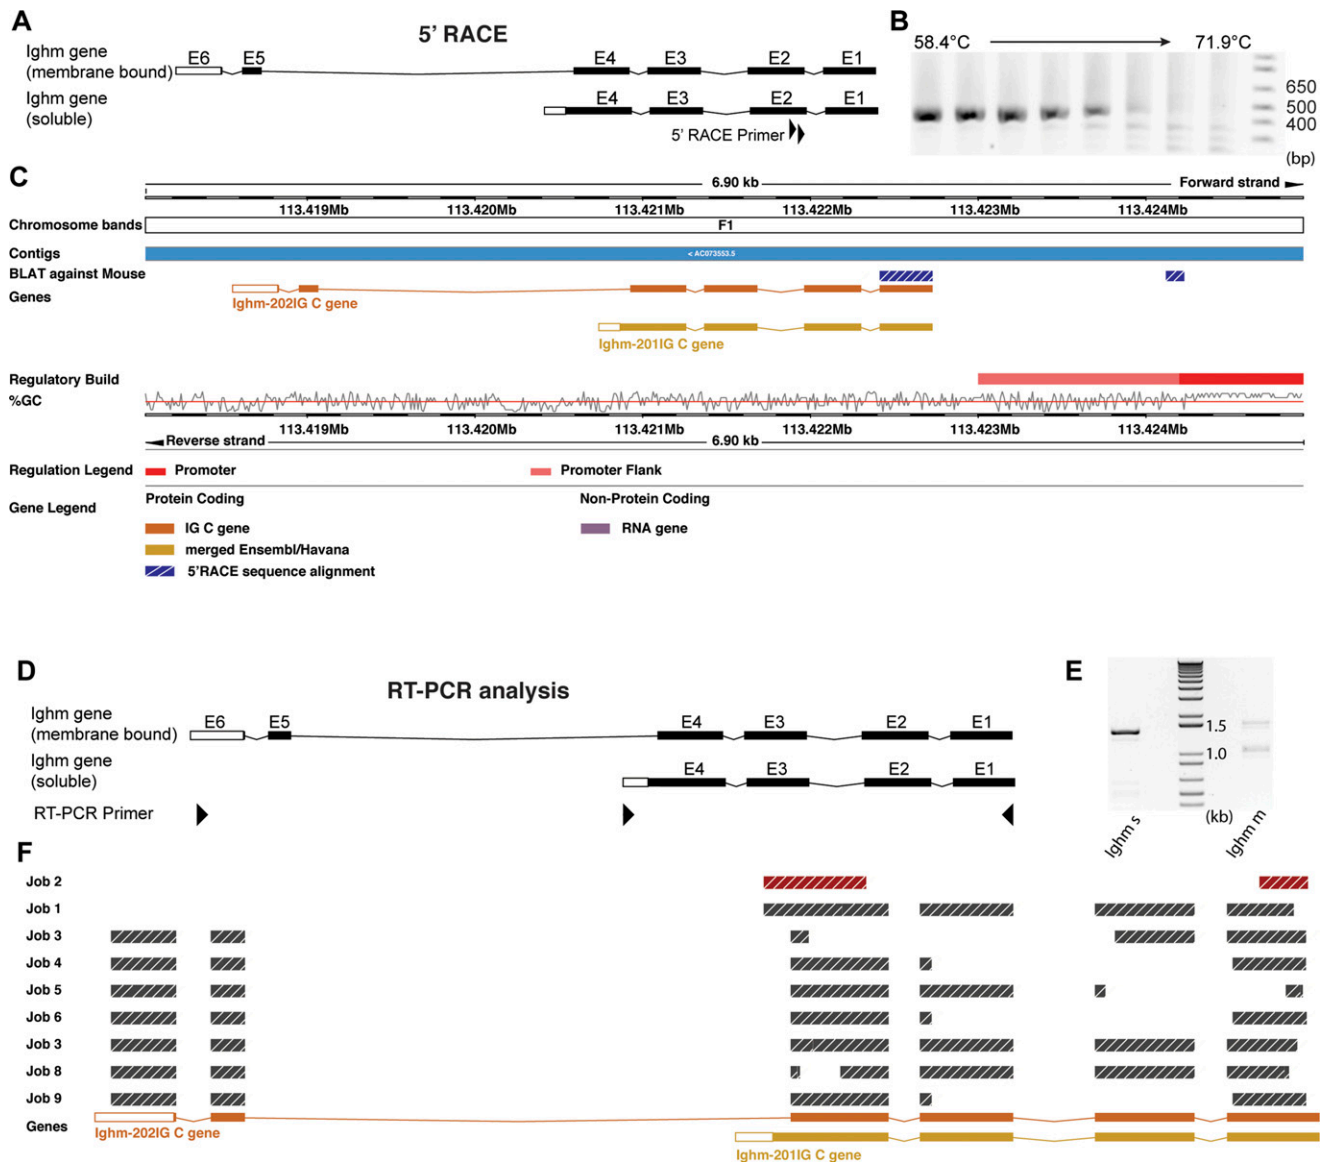 A
5' RACE
B
Ighm gene
(membrane bound)
E6 E5 E4 E3 E2 E1
Ighm gene
(soluble)
E4 E3 E2 E1
5' RACE Primer
58.4°C 71.9°C
650
500
400
(bp)
C
6.90 kb Forward strand
113.419Mb 113.420Mb 113.421Mb 113.422Mb 113.423Mb 113.424Mb
Chromosome bands F1
Contigs < AC073553.5
BLAT against Mouse
Genes
Ighm-202IG C gene
Ighm-201IG C gene
Regulatory Build
%GC
113.419Mb 113.420Mb 113.421Mb 113.422Mb 113.423Mb 113.424Mb
Reverse strand 6.90 kb
Regulation Legend Promoter Promoter Flank
Gene Legend Protein Coding Non-Protein Coding
IG C gene RNA gene
merged Ensembl/Havana
5'RACE sequence alignment
D
RT-PCR analysis
E
Ighm gene
(membrane bound)
E6 E5 E4 E3 E2 E1
Ighm gene
(soluble)
E4 E3 E2 E1
RT-PCR Primer
1.5
1.0
(kb)
Ighm s
Ighm m
F
Job 2
Job 1
Job 3
Job 4
Job 5
Job 6
Job 3
Job 8
Job 9
Genes
Ighm-202IG C gene
Ighm-201IG C gene